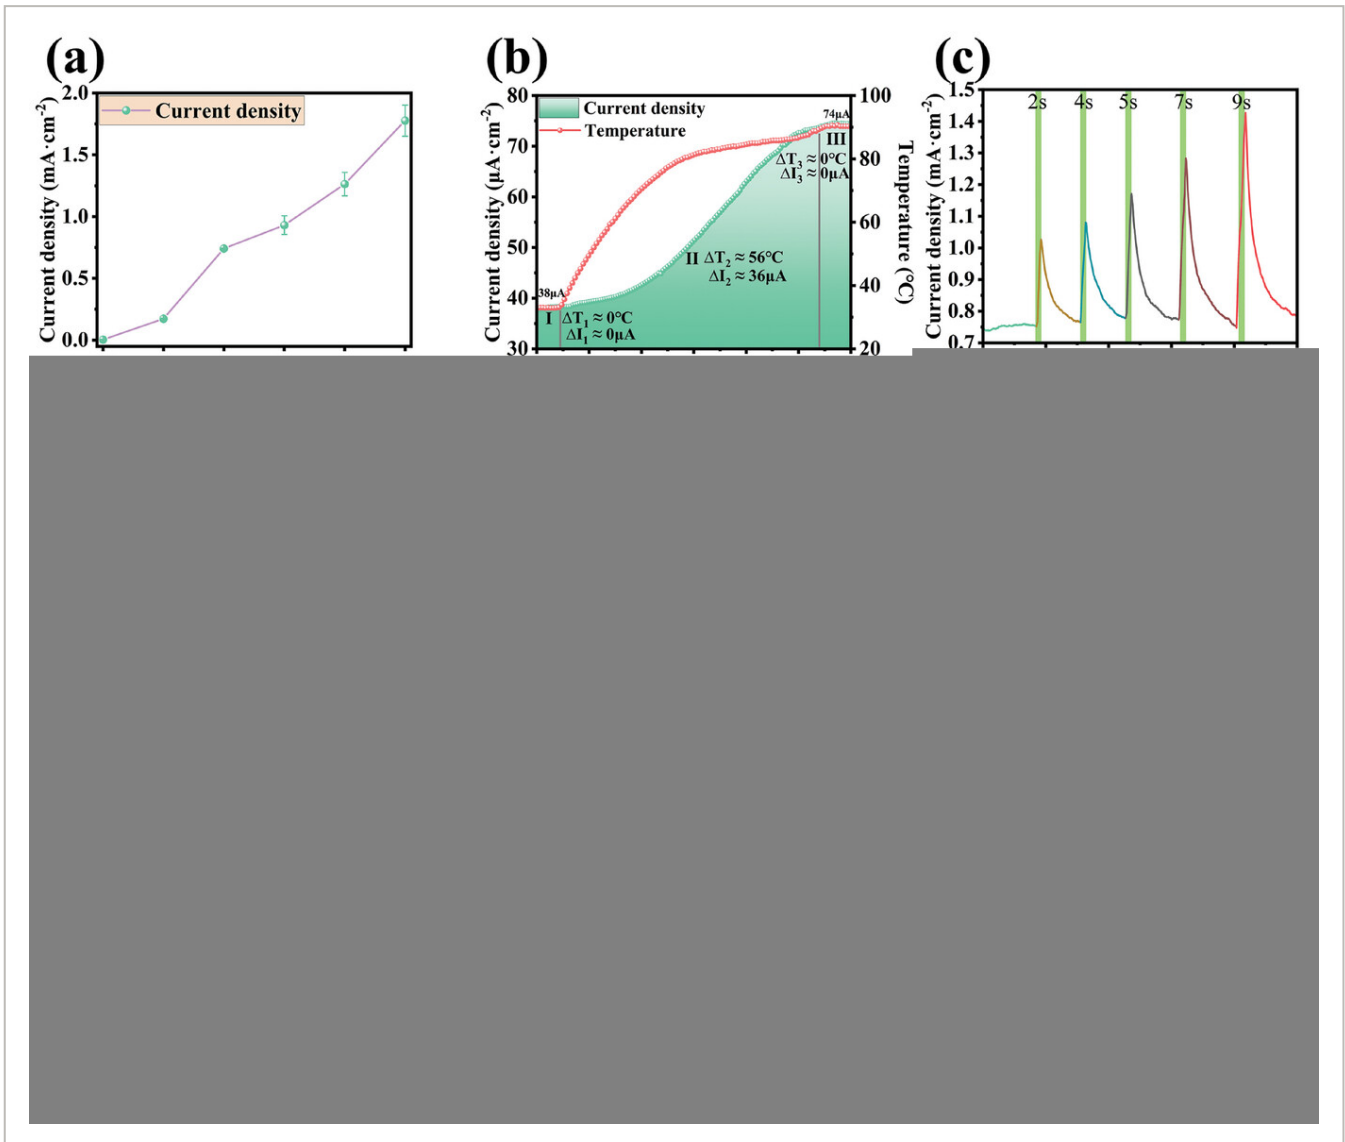 (a)
Current density (mA·cm⁻²)
2.0
1.5
1.0
0.5
0.0
Current density
(b)
Current density (μA·cm⁻²)
80
70
60
50
40
30
Current density
Temperature
38μA
I
ΔT₁ ≈ 0°C
ΔI₁ ≈ 0μA
II ΔT₂ ≈ 56°C
ΔI₂ ≈ 36μA
74μA
III
ΔT₃ ≈ 0°C
ΔI₃ ≈ 0μA
100
80
60
40
20
Temperature (°C)
(c)
Current density (mA·cm⁻²)
1.5
1.4
1.3
1.2
1.1
1.0
0.9
0.8
0.7
2s 4s 5s 7s 9s